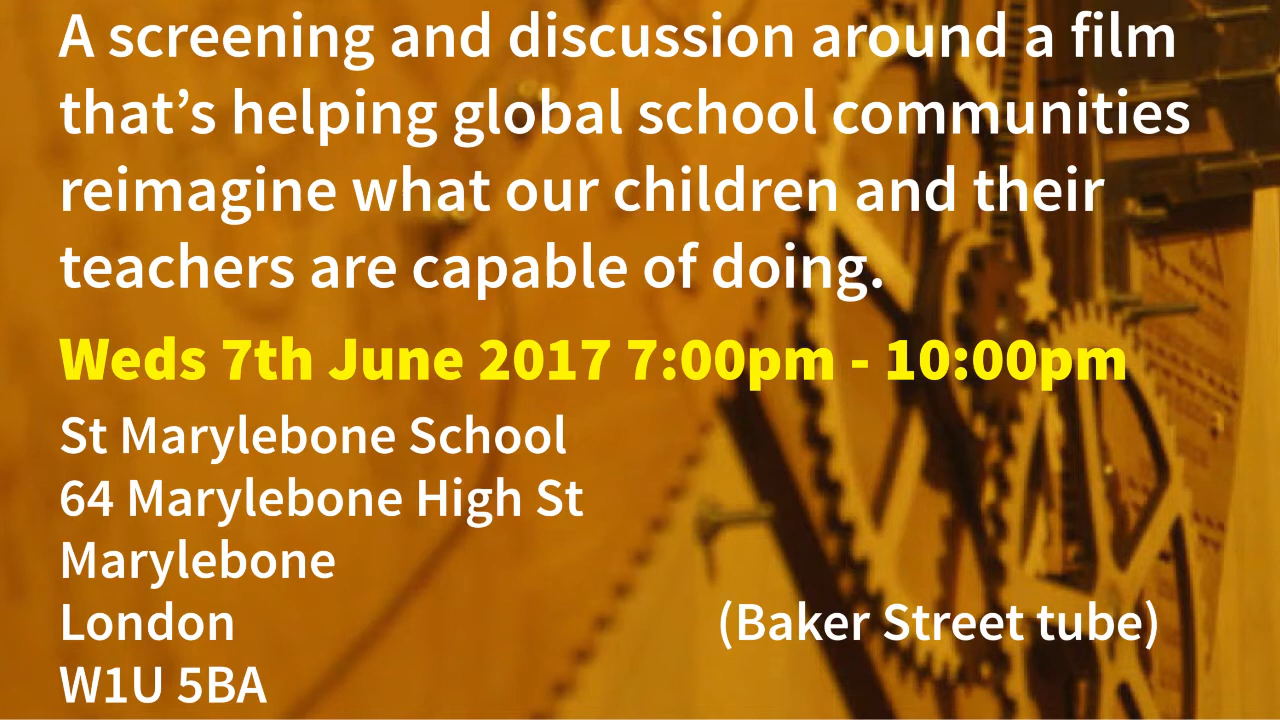 A screening and discussion around a film
that’s helping global school communities
reimagine what our children and their
teachers are capable of doing.
Weds 7th June 2017 7:00pm - 10:00pm
St Marylebone School
64 Marylebone High St
Marylebone
London (Baker Street tube)
W1U 5BA